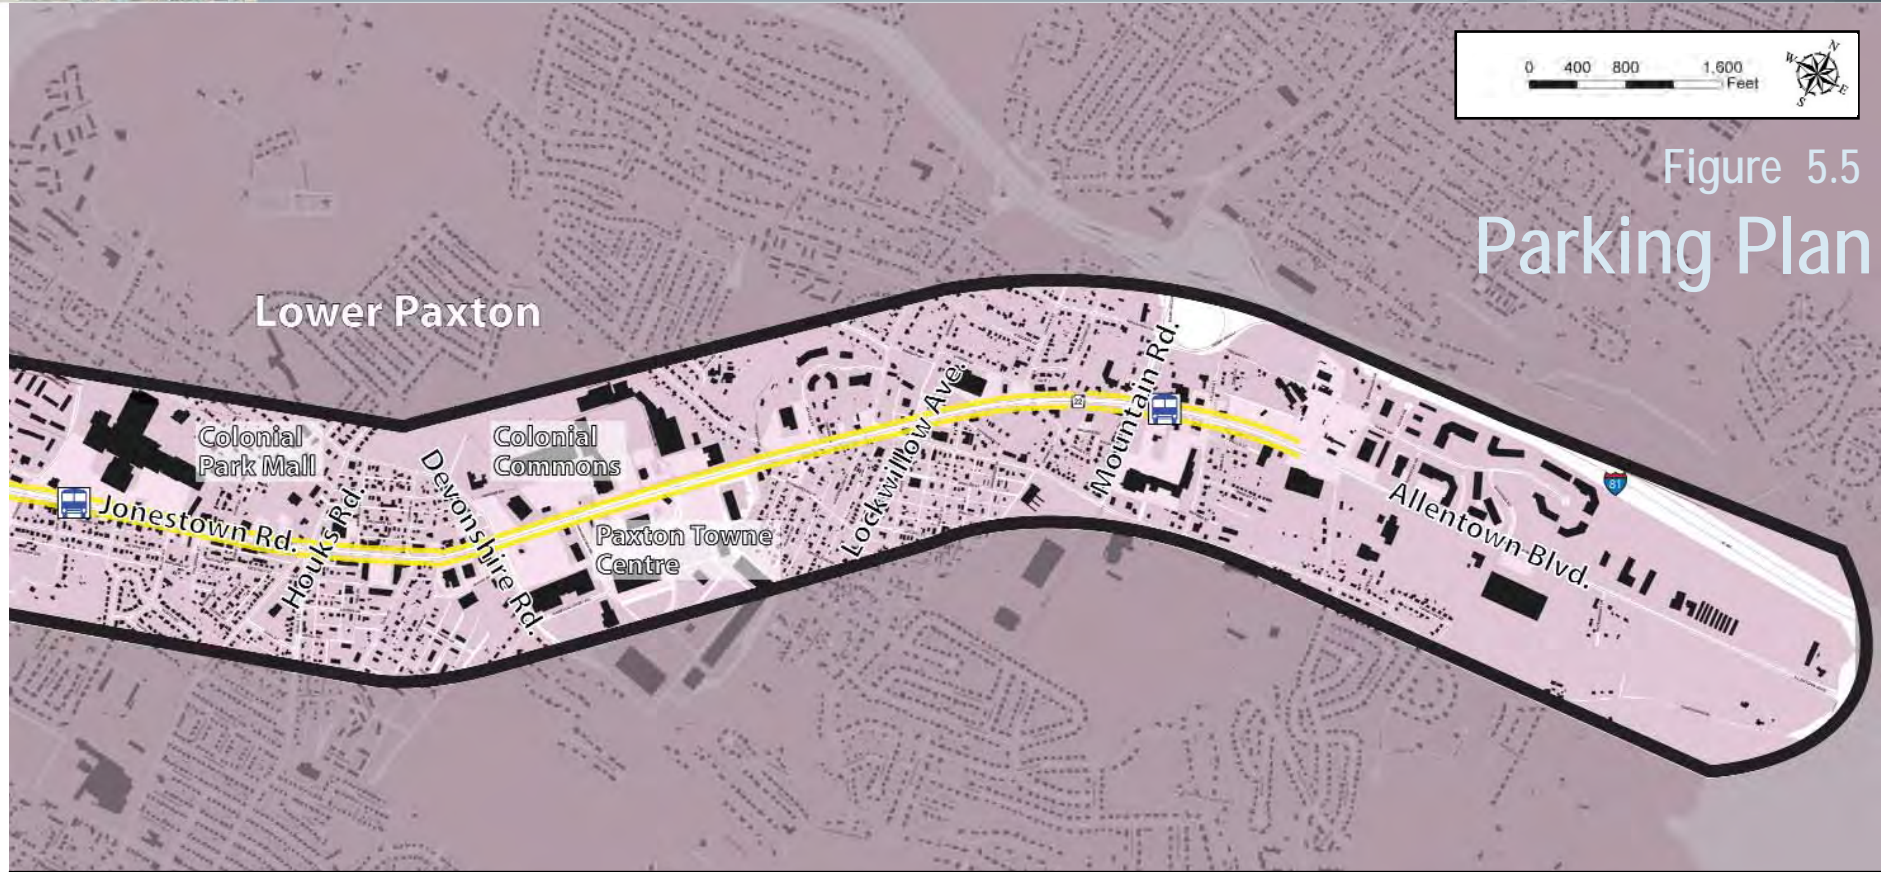 0 400 800 1,600
Feet
N
W
E
S
Figure 5.5
Parking Plan
Lower Paxton
Colonial
Park Mall
Colonial
Commons
Paxton Towne
Centre
Jonestown Rd.
Houks Rd.
Devonshire Rd.
Lockwillow Ave.
22
Mountain Rd.
81
Allentown Blvd.